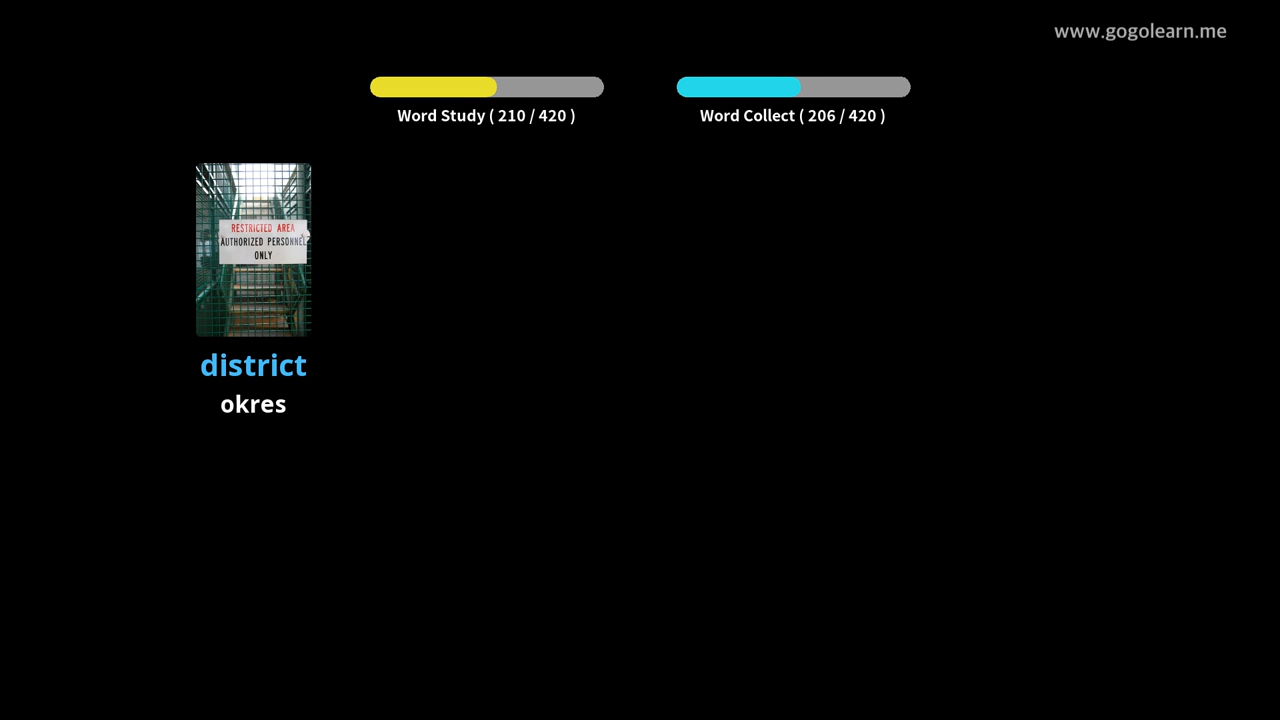 www.gogolearn.me
Word Study ( 210 / 420 )
Word Collect ( 206 / 420 )
RESTRICTED AREA
AUTHORIZED PERSONNEL
ONLY
district
okres